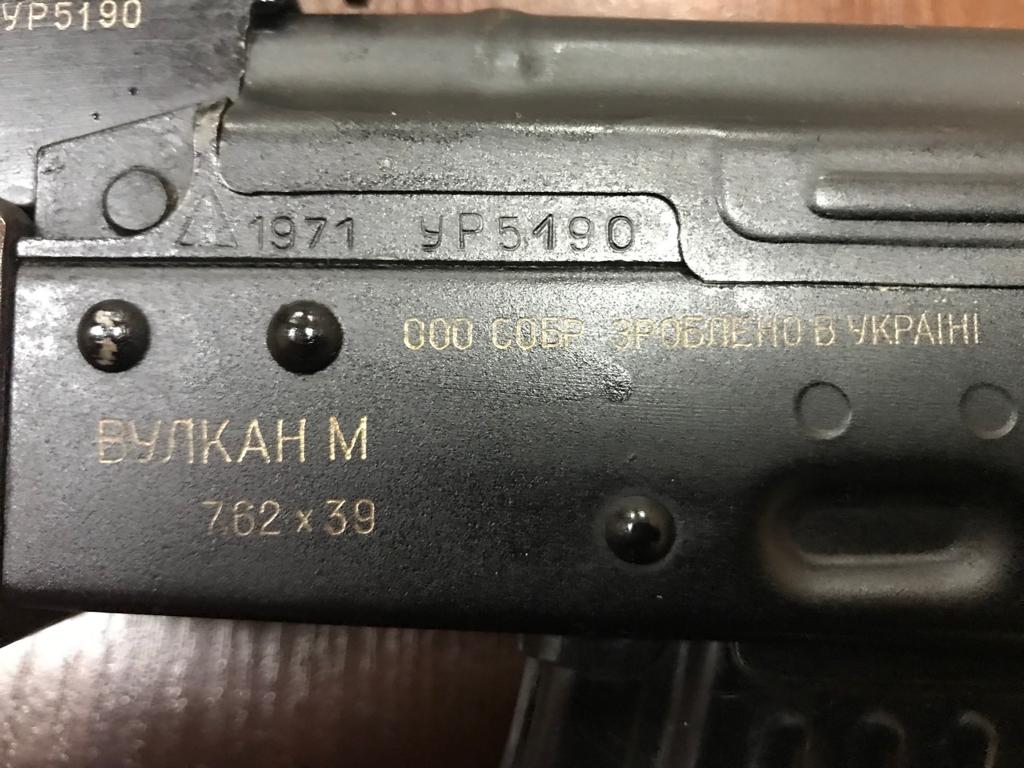 УР5190
1971 УР5190
ООО СОБР ЗРОБЛЕНО В УКРАЇНІ
ВУЛКАН М
7.62 х 39